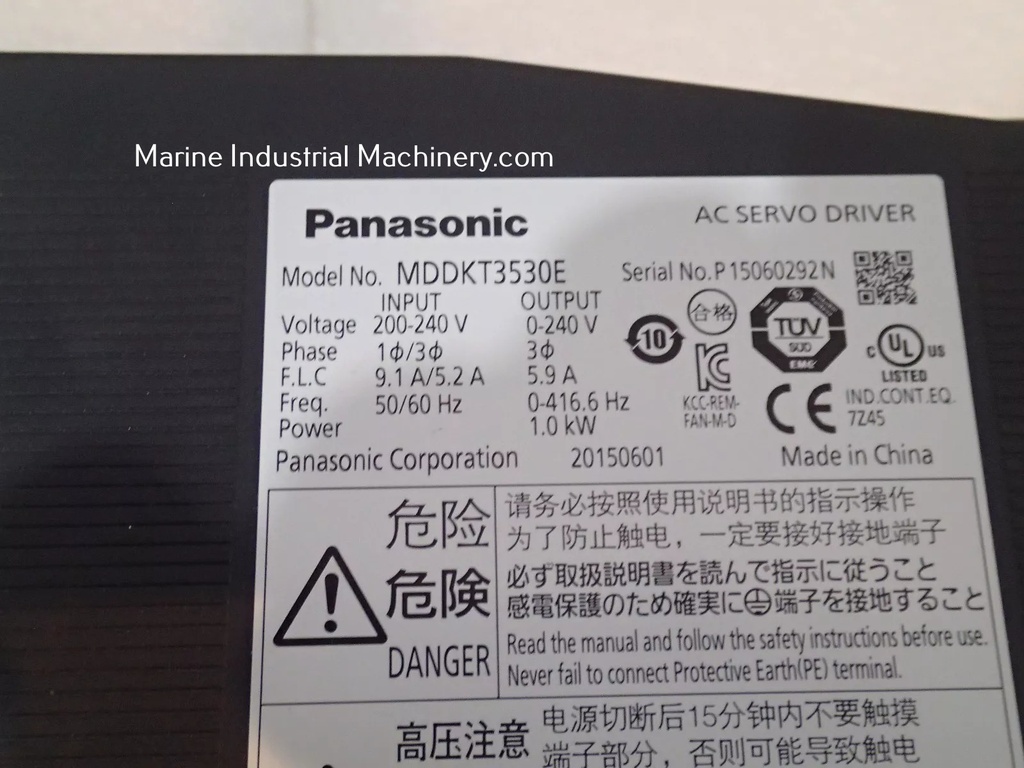 Marine Industrial Machinery.com
Panasonic
AC SERVO DRIVER
Model No. MDDKT3530E
Serial No.P15060292N
INPUT OUTPUT
Voltage 200-240 V 0-240 V
Phase 1ϕ/3ϕ 3ϕ
F.L.C 9.1 A/5.2 A 5.9 A
Freq. 50/60 Hz 0-416.6 Hz
Power 1.0 kW
10
合格
KCC-REM-
FAN-M-D
TÜV
SÜD
EMC
C UL US
LISTED
CE
IND.CONT.EQ.
7Z45
Panasonic Corporation 20150601 Made in China
危险
危険
DANGER
请务必按照使用说明书的指示操作
为了防止触电，一定要接好接地端子
必ず取扱説明書を読んで指示に従うこと
感電保護のため確実に⏚端子を接地すること
Read the manual and follow the safety instructions before use.
Never fail to connect Protective Earth(PE) terminal.
高压注意
电源切断后15分钟内不要触摸
端子部分，否则可能导致触电